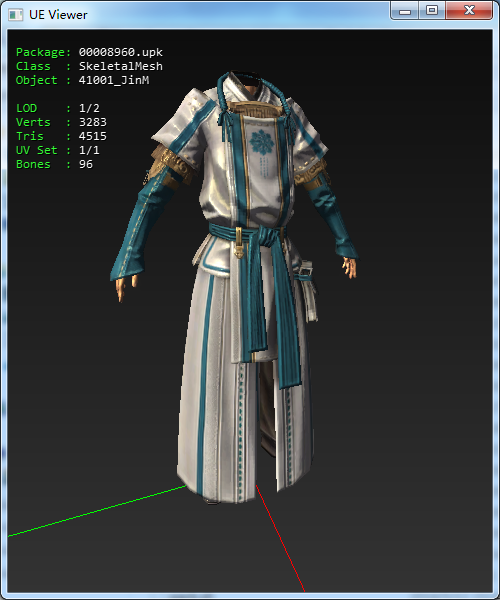 UE Viewer
Package: 00008960.upk
Class : SkeletalMesh
Object : 41001_JinM
LOD : 1/2
Verts : 3283
Tris : 4515
UV Set : 1/1
Bones : 96